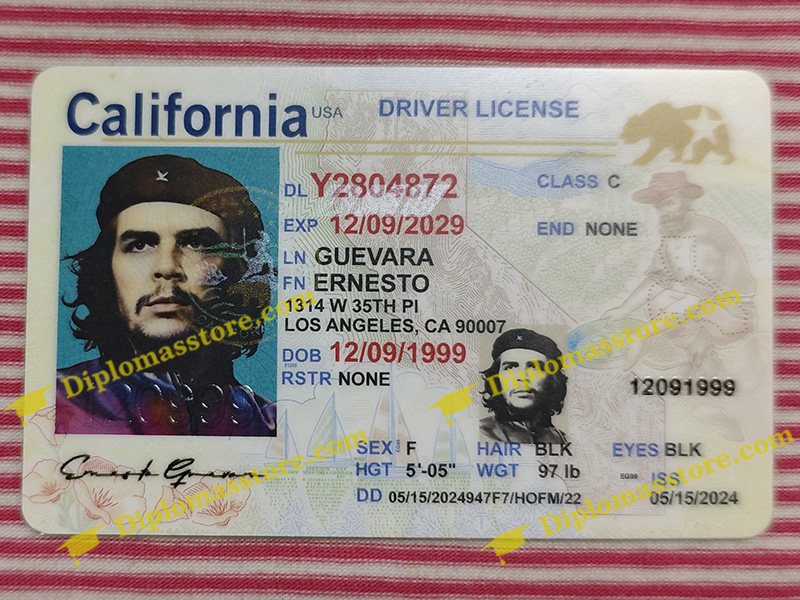 California USA DRIVER LICENSE
DL Y2804872 CLASS C
EXP 12/09/2029 END NONE
LN GUEVARA
FN ERNESTO
1314 W 35TH Pl
LOS ANGELES, CA 90007
DOB 12/09/1999
RSTR NONE
12091999
SEX F HAIR BLK EYES BLK
HGT 5'-05" WGT 97 lb ISS
DD 05/15/2024947F7/HOFM/22 05/15/2024
Diplomasstore.com
Diplomasstore.com
Diplomasstore.com
Diplomasstore.com